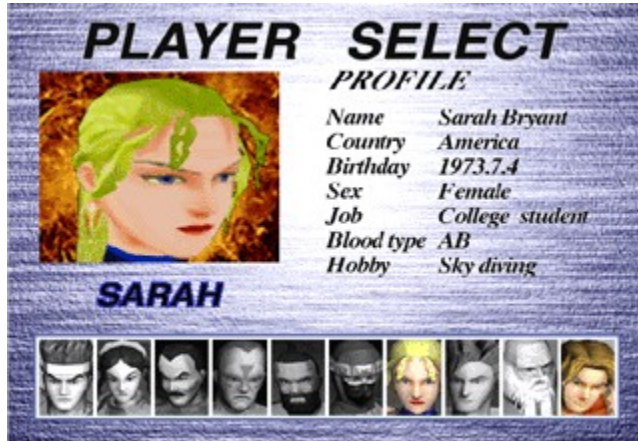 PLAYER SELECT
PROFILE
Name Sarah Bryant
Country America
Birthday 1973.7.4
Sex Female
Job College student
Blood type AB
Hobby Sky diving
SARAH